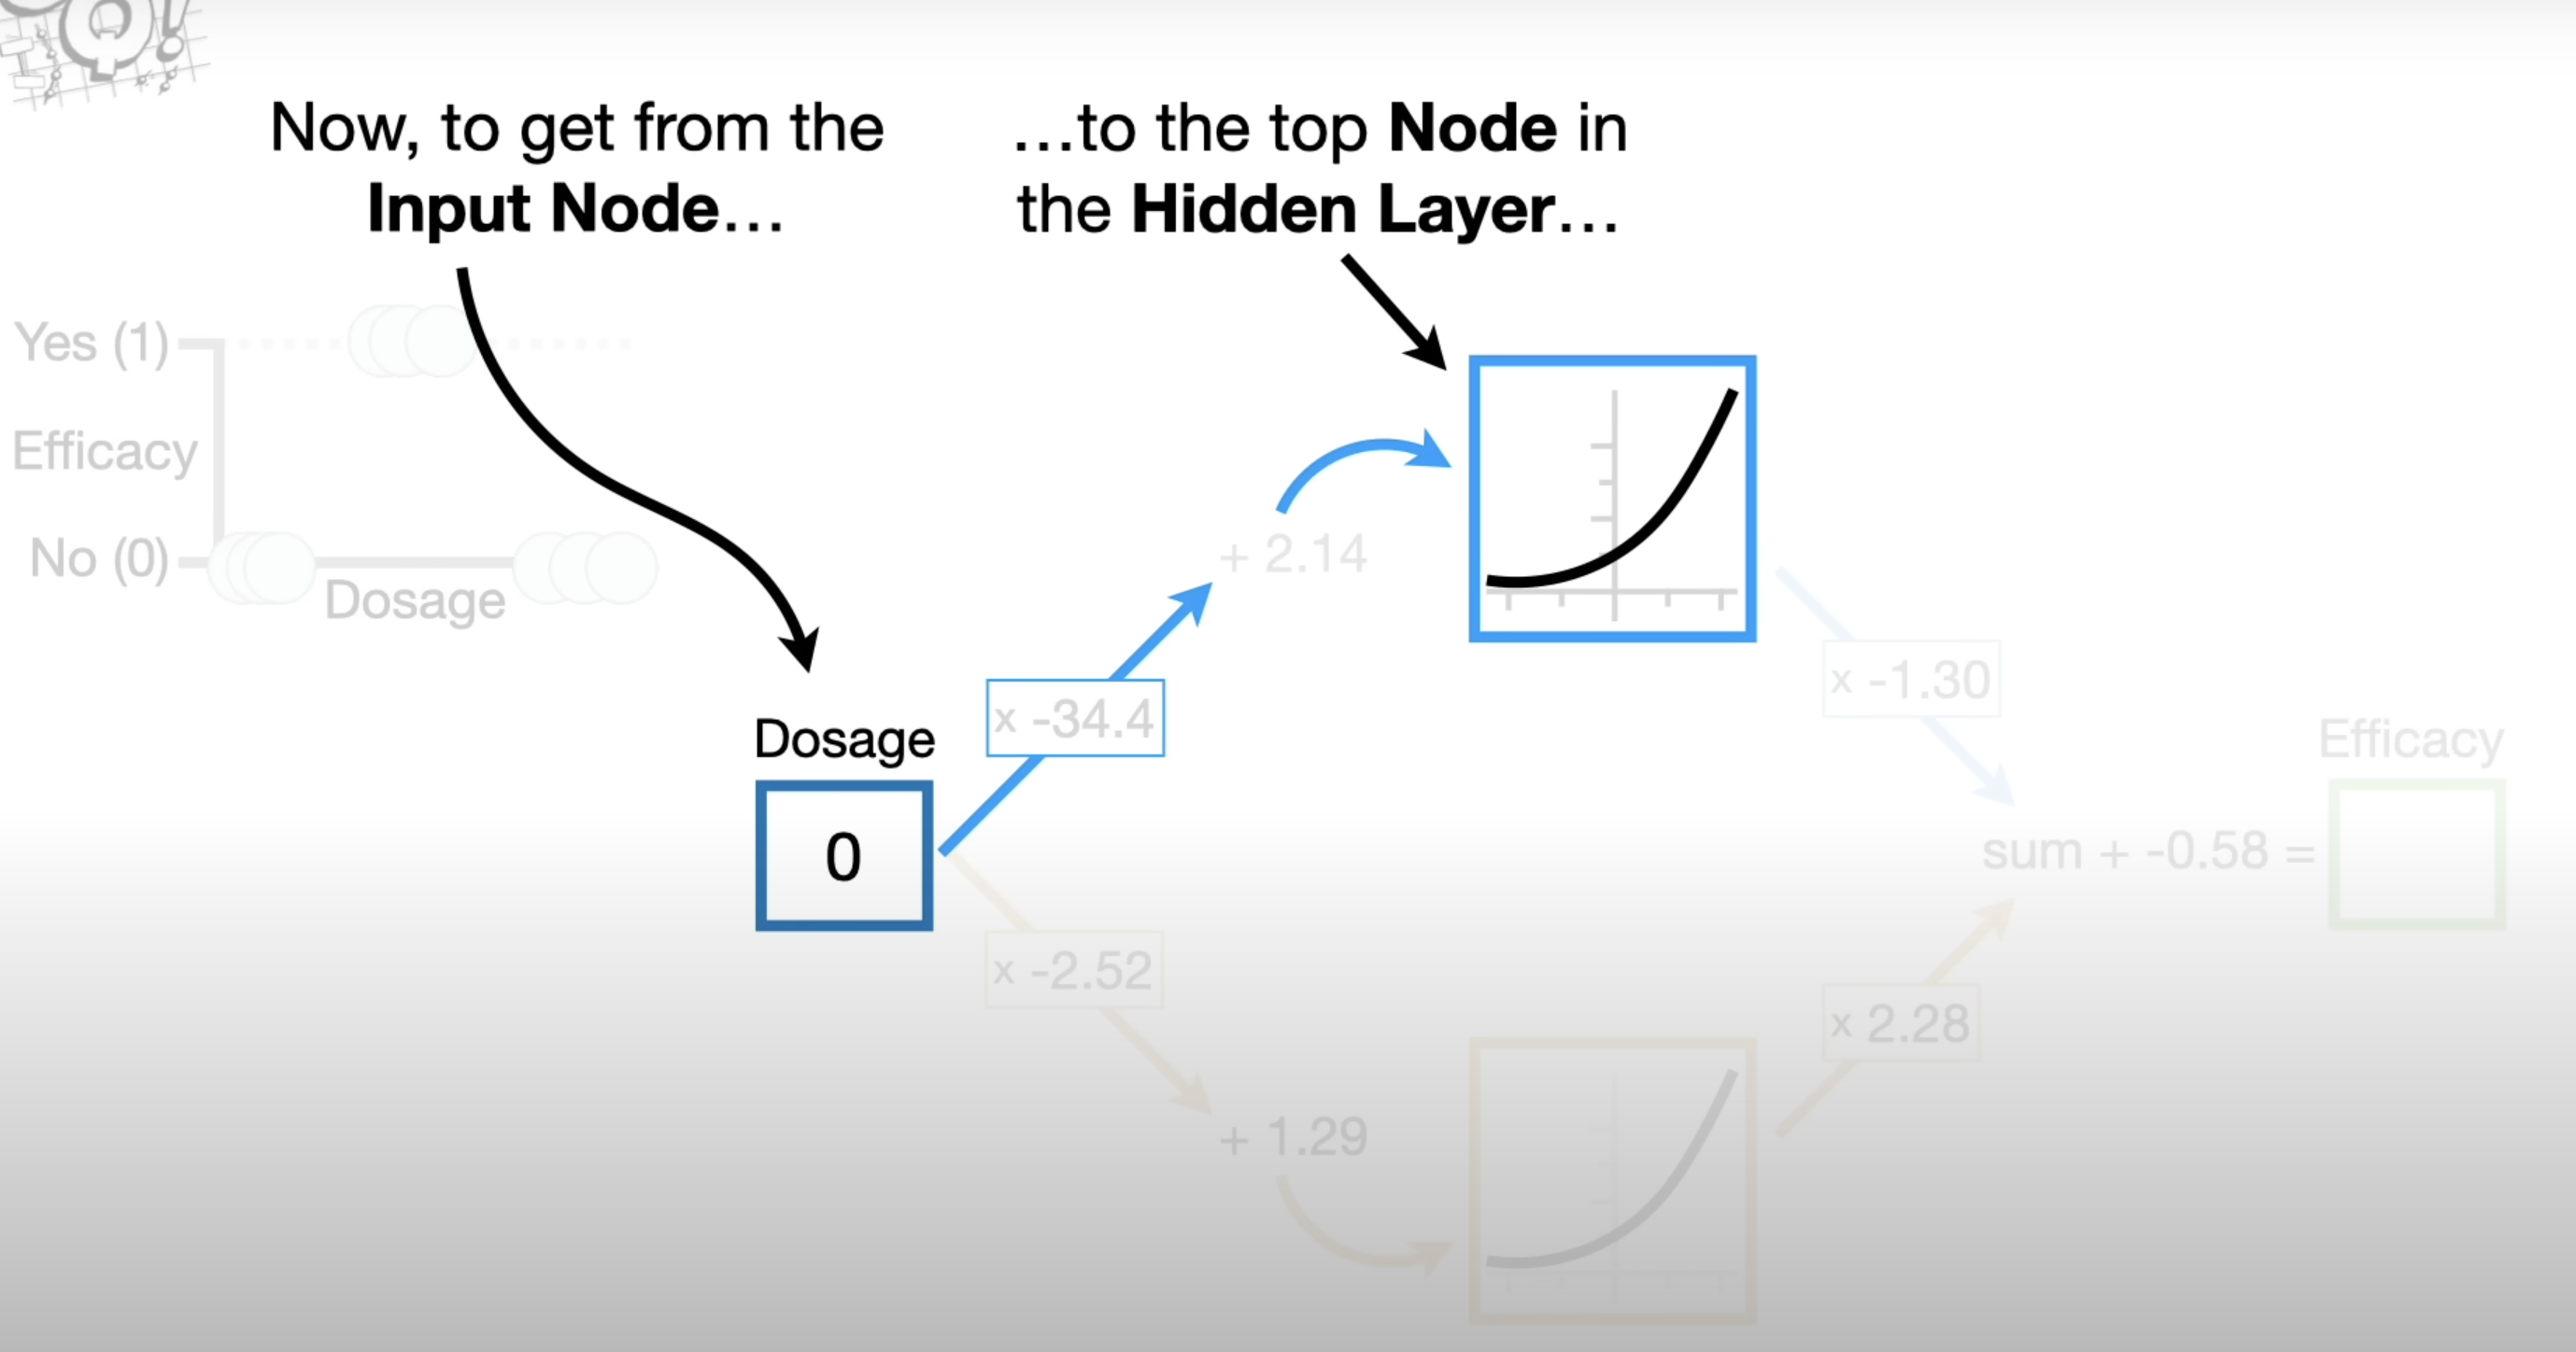 Now, to get from the
Input Node…
…to the top Node in
the Hidden Layer…
Yes (1)
Efficacy
No (0)
Dosage
+ 2.14
x -34.4
Dosage
0
x -1.30
Efficacy
sum + -0.58 =
x -2.52
x 2.28
+ 1.29